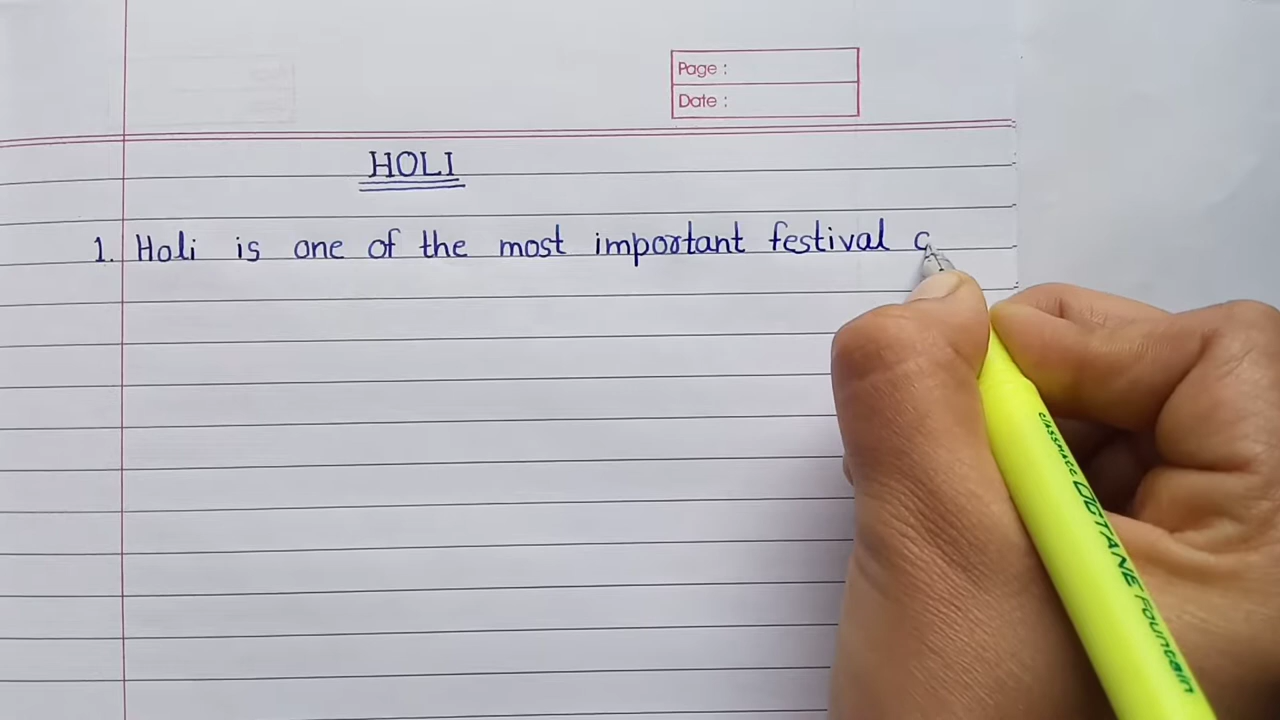 Page :
Date :
HOLI
1. Holi is one of the most important festival
classmate OCTANE Fountain